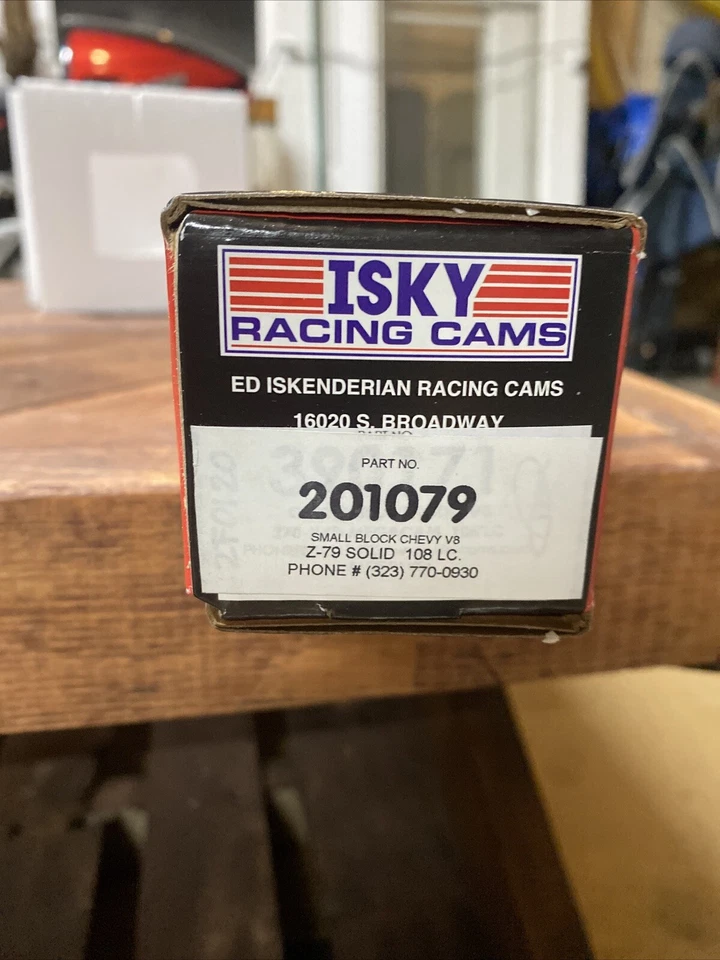 ISKY
RACING CAMS
ED ISKENDERIAN RACING CAMS
16020 S. BROADWAY
PART NO.
201079
SMALL BLOCK CHEVY V8
Z-79 SOLID 108 LC.
PHONE # (323) 770-0930